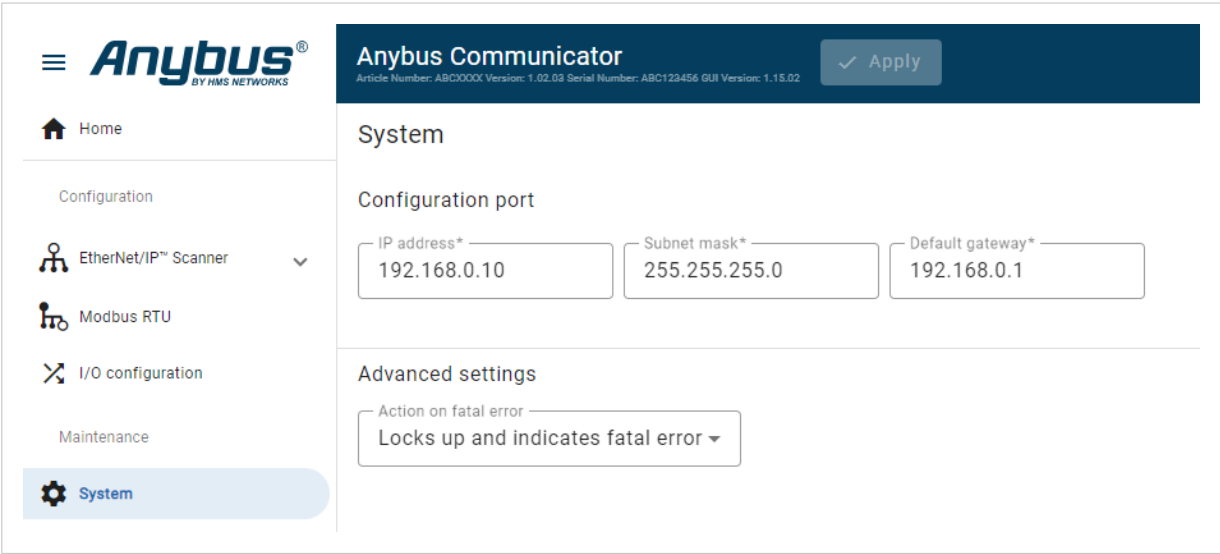 Anybus®
BY HMS NETWORKS
Anybus Communicator
Article Number: ABCXXXX Version: 1.02.03 Serial Number: ABC123456 GUI Version: 1.15.02
Apply
Home
Configuration
EtherNet/IP™ Scanner
Modbus RTU
I/O configuration
Maintenance
System
System
Configuration port
IP address*
192.168.0.10
Subnet mask*
255.255.255.0
Default gateway*
192.168.0.1
Advanced settings
Action on fatal error
Locks up and indicates fatal error